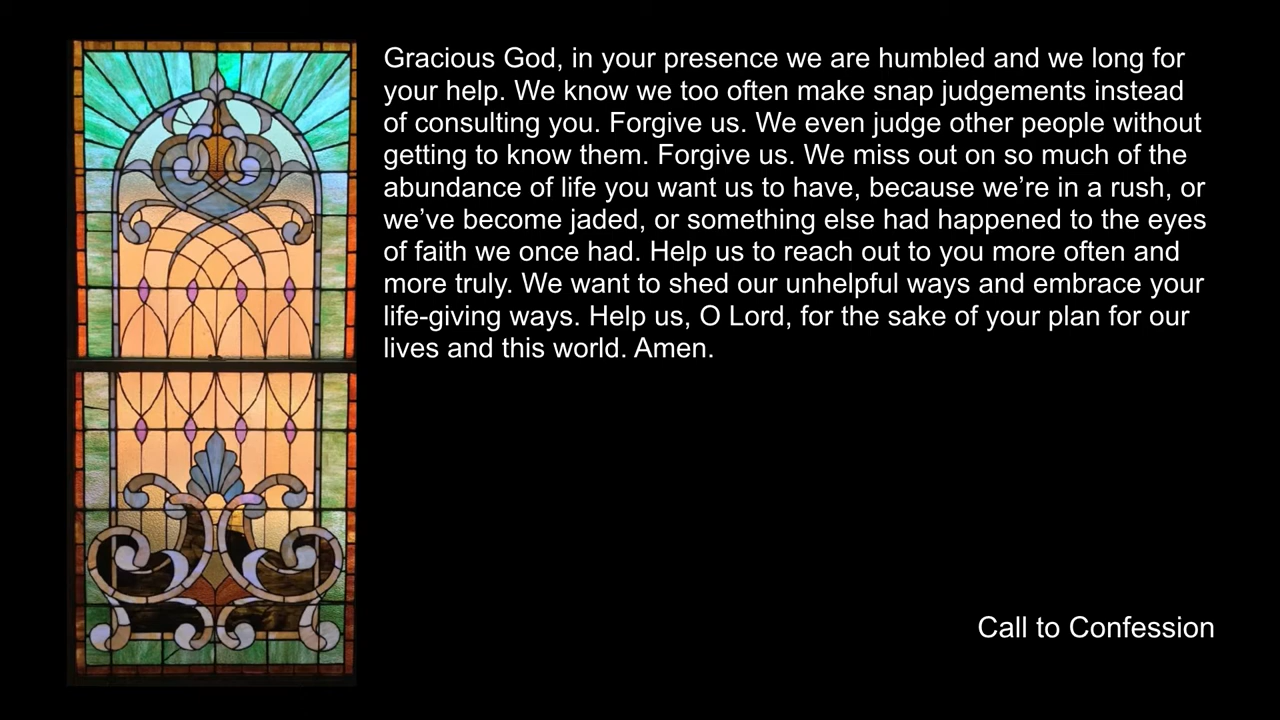 Gracious God, in your presence we are humbled and we long for
your help. We know we too often make snap judgements instead
of consulting you. Forgive us. We even judge other people without
getting to know them. Forgive us. We miss out on so much of the
abundance of life you want us to have, because we’re in a rush, or
we’ve become jaded, or something else had happened to the eyes
of faith we once had. Help us to reach out to you more often and
more truly. We want to shed our unhelpful ways and embrace your
life-giving ways. Help us, O Lord, for the sake of your plan for our
lives and this world. Amen.
Call to Confession